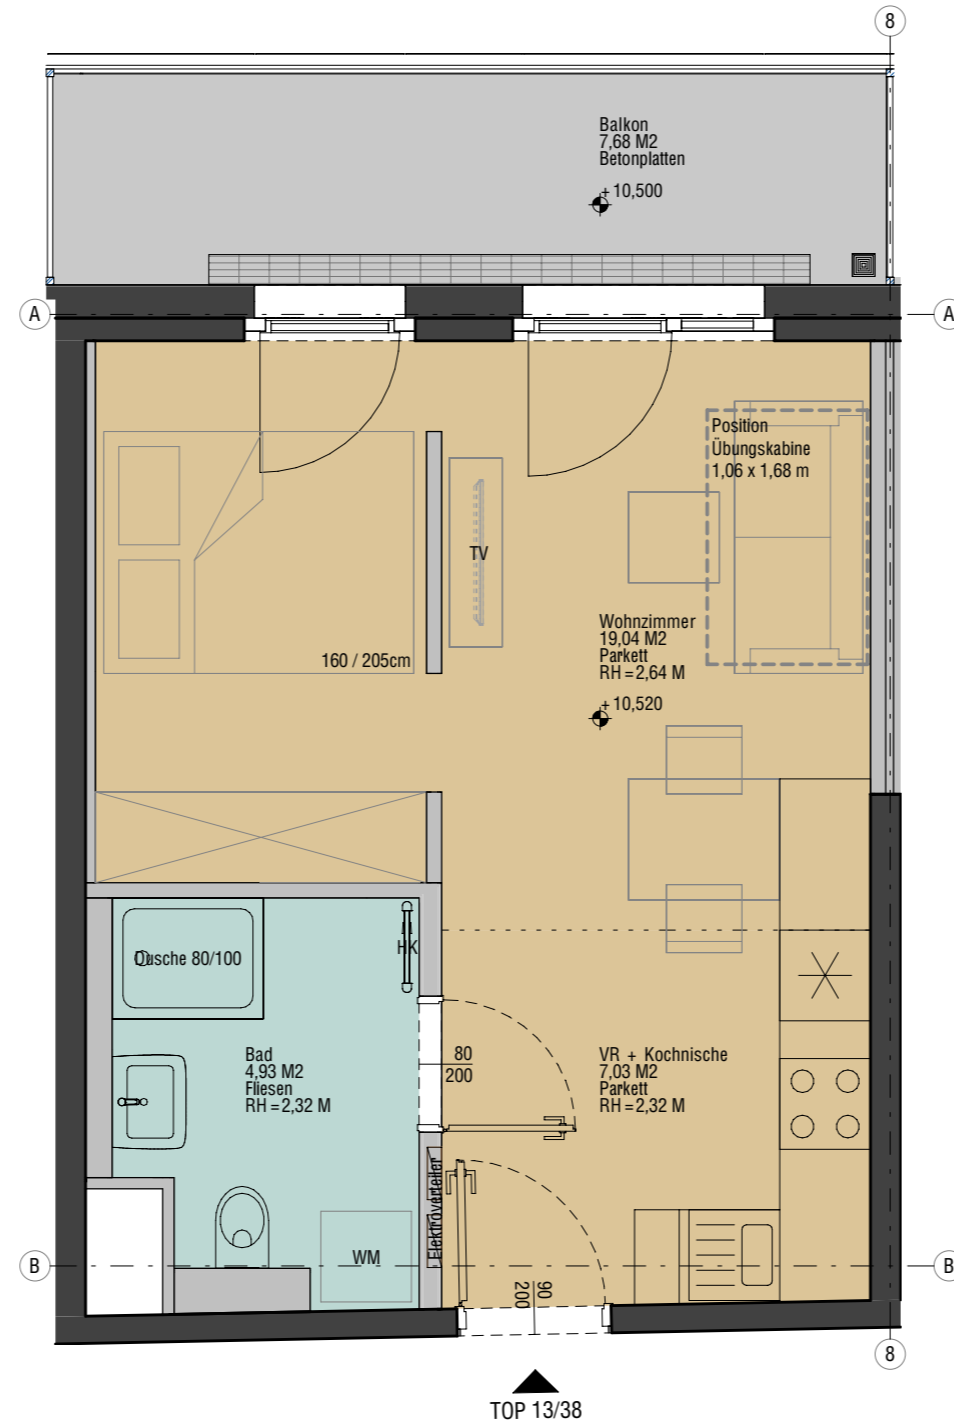 8
Balkon
7,68 M2
Betonplatten
+10,500
A
A
Position
Übungskabine
1,06 x 1,68 m
TV
Wohnzimmer
19,04 M2
Parkett
RH=2,64 M
160 / 205cm
+10,520
Dusche 80/100
HK
Bad
4,93 M2
Fliesen
RH=2,32 M
80
200
VR + Kochnische
7,03 M2
Parkett
RH=2,32 M
Elektroverteiler
WM
B
B
90
200
8
TOP 13/38